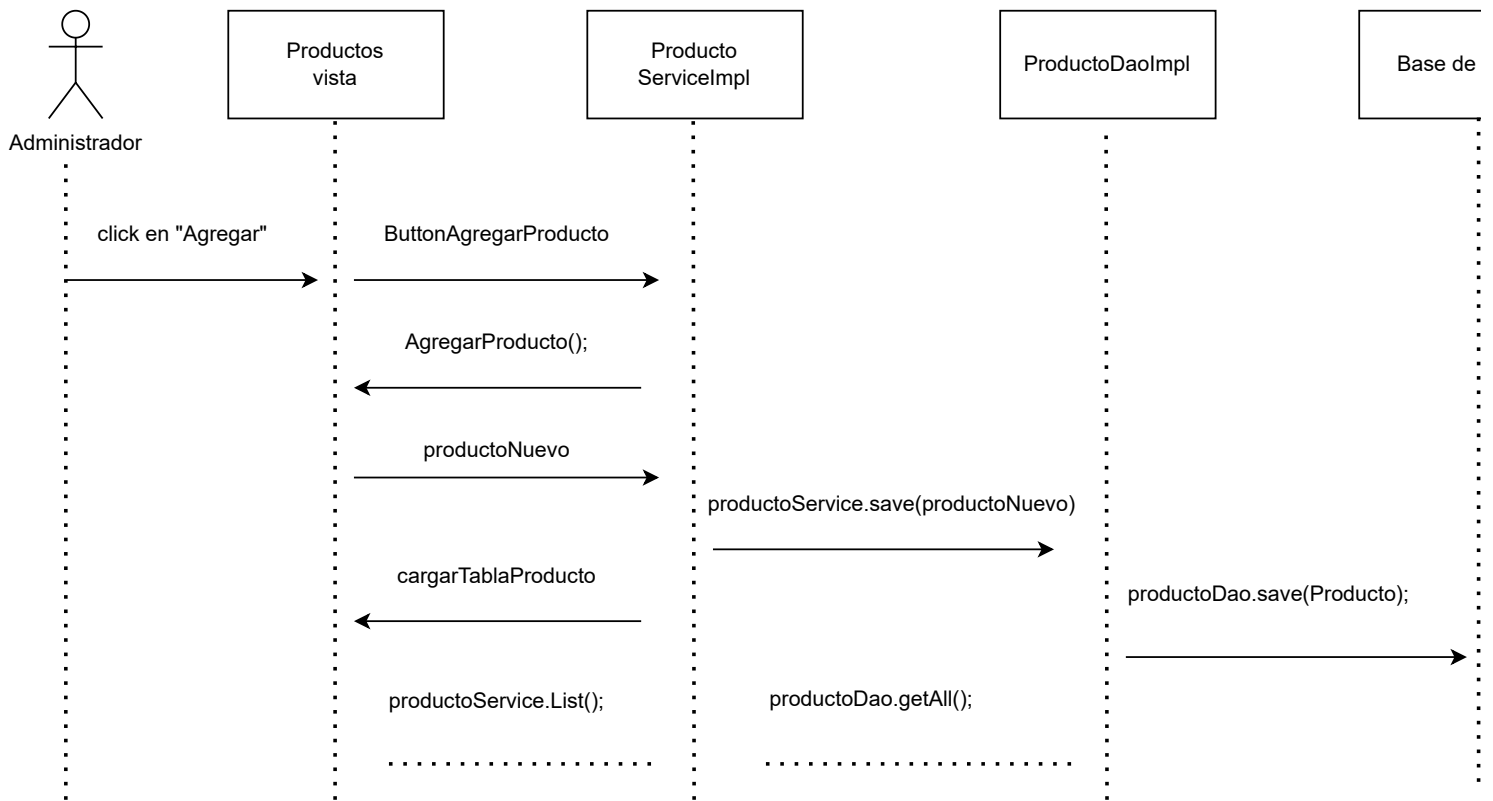 Productos
vista
Producto
ServiceImpl
ProductoDaoImpl
Base de
Administrador
click en "Agregar"
ButtonAgregarProducto
AgregarProducto();
productoNuevo
productoService.save(productoNuevo)
cargarTablaProducto
productoDao.save(Producto);
productoService.List();
productoDao.getAll();